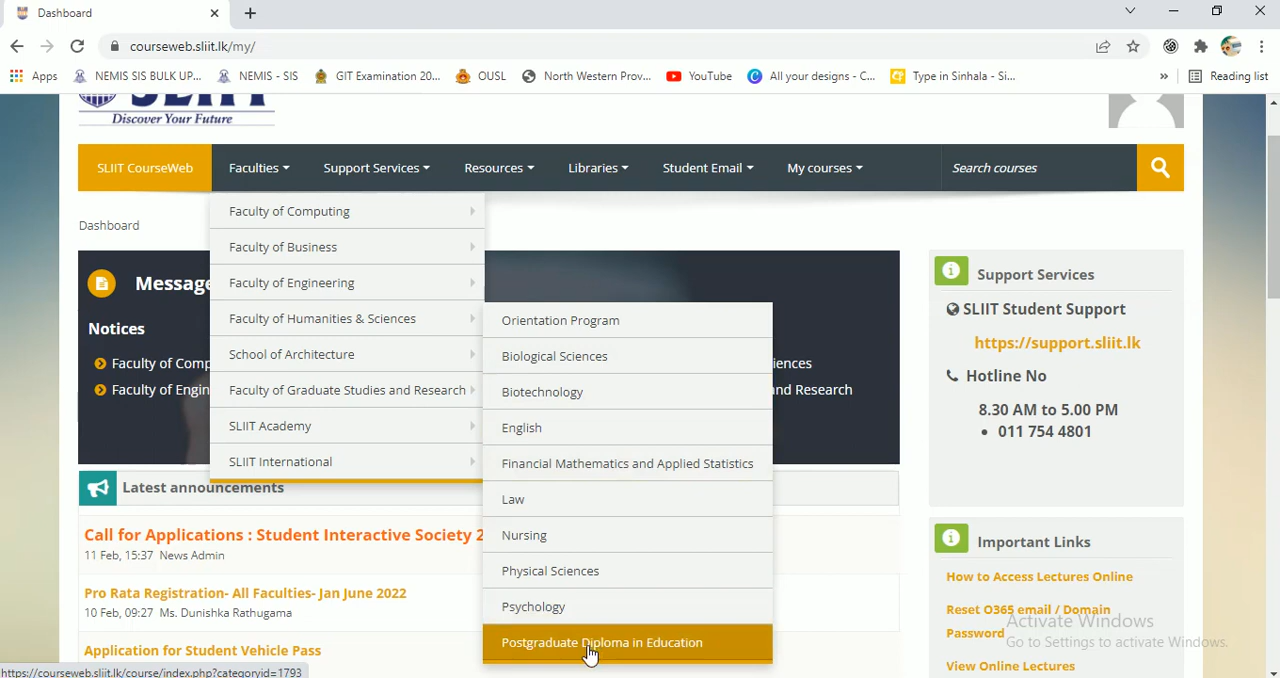 Dashboard
courseweb.sliit.lk/my/
Apps NEMIS SIS BULK UP... NEMIS - SIS GIT Examination 20... OUSL North Western Prov... YouTube All your designs - C... Type in Sinhala - Si... » Reading list
SLIIT
Discover Your Future
SLIIT CourseWeb Faculties Support Services Resources Libraries Student Email My courses Search courses
Dashboard
Faculty of Computing
Faculty of Business
Faculty of Engineering
Faculty of Humanities & Sciences
School of Architecture
Faculty of Graduate Studies and Research
SLIIT Academy
SLIIT International
Orientation Program
Biological Sciences
Biotechnology
English
Financial Mathematics and Applied Statistics
Law
Nursing
Physical Sciences
Psychology
Postgraduate Diploma in Education
Message
Notices
Faculty of Comp
iences
Faculty of Engin
nd Research
Latest announcements
Call for Applications : Student Interactive Society 2
11 Feb, 15:37 News Admin
Pro Rata Registration- All Faculties- Jan June 2022
10 Feb, 09:27 Ms. Dunishka Rathugama
Application for Student Vehicle Pass
Support Services
SLIIT Student Support
https://support.sliit.lk
Hotline No
8.30 AM to 5.00 PM
• 011 754 4801
Important Links
How to Access Lectures Online
Reset O365 email / Domain
Password
View Online Lectures
Activate Windows
Go to Settings to activate Windows.
https://courseweb.sliit.lk/course/index.php?categoryid=1793